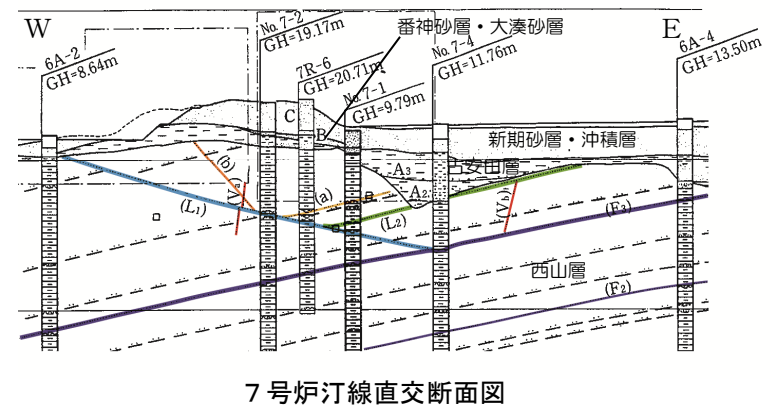 W
E
6A-2
GH=8.64m
No.7-2
GH=19.17m
7R-6
GH=20.71m
No.7-1
GH=9.79m
番神砂層・大湊砂層
No.7-4
GH=11.76m
6A-4
GH=13.50m
C
B
新期砂層・沖積層
古安田層
A3
A2
(b)
(a)
(L1)
(L2)
(F3)
西山層
(F2)
7号炉汀線直交断面図